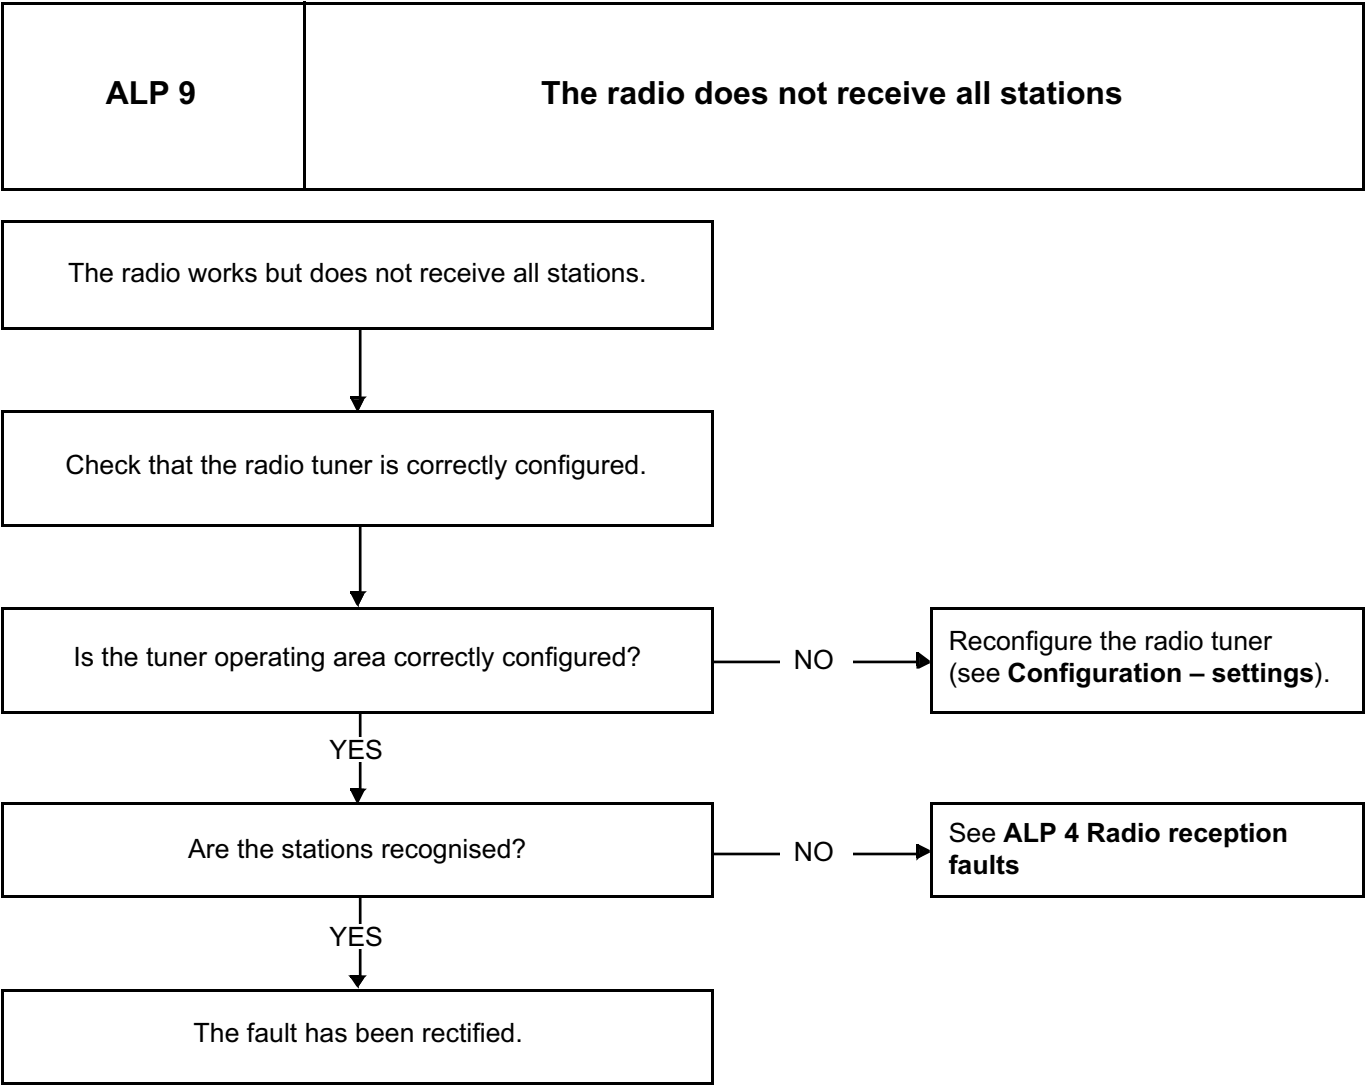 ALP 9
The radio does not receive all stations
The radio works but does not receive all stations.
Check that the radio tuner is correctly configured.
Is the tuner operating area correctly configured?
NO
Reconfigure the radio tuner
(see Configuration – settings).
YES
Are the stations recognised?
NO
See ALP 4 Radio reception
faults
YES
The fault has been rectified.